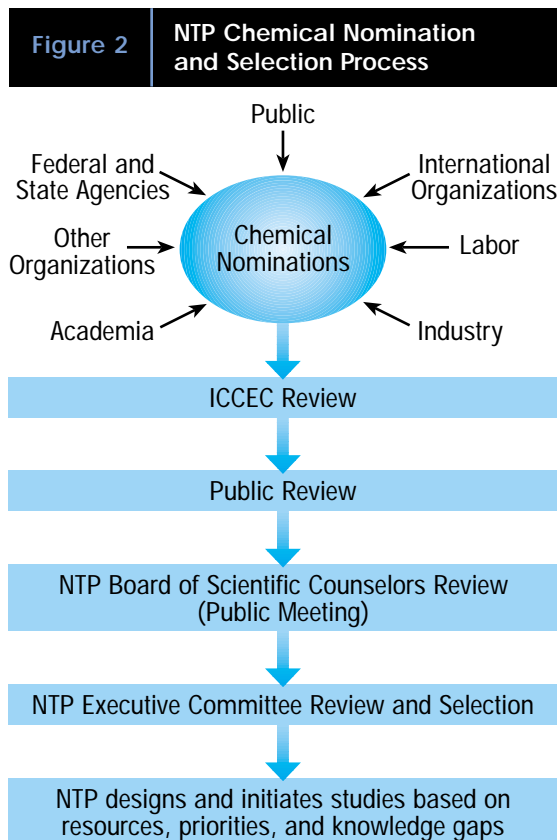 Figure 2
NTP Chemical Nomination
and Selection Process
Public
Federal and
State Agencies
International
Organizations
Other
Organizations
Chemical
Nominations
Labor
Academia
Industry
ICCEC Review
Public Review
NTP Board of Scientific Counselors Review
(Public Meeting)
NTP Executive Committee Review and Selection
NTP designs and initiates studies based on
resources, priorities, and knowledge gaps